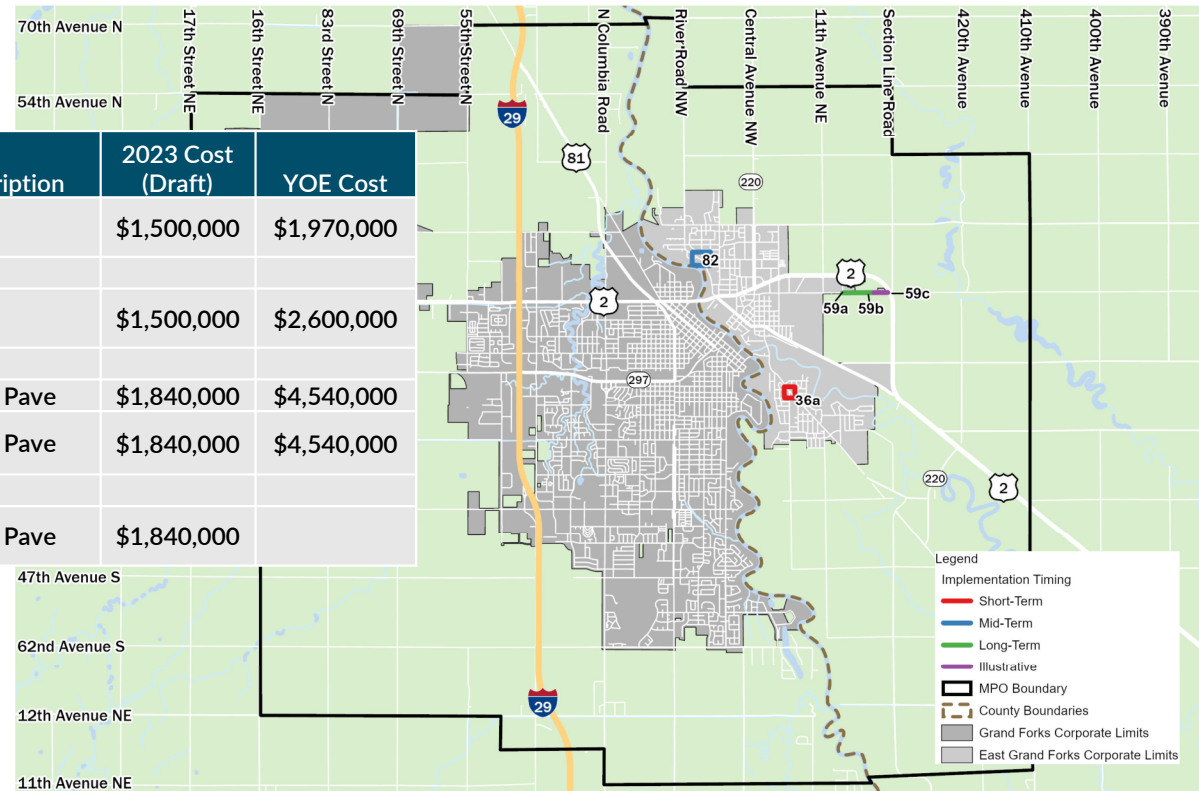 70th Avenue N
54th Avenue N
17th Street NE
16th Street NE
83rd Street N
69th Street N
55th Street N
N Columbia Road
River Road NW
Central Avenue NW
11th Avenue NE
Section Line Road
420th Avenue
410th Avenue
400th Avenue
390th Avenue
ription
2023 Cost
(Draft)
YOE Cost
$1,500,000 $1,970,000
$1,500,000 $2,600,000
Pave $1,840,000 $4,540,000
Pave $1,840,000 $4,540,000
Pave $1,840,000
29
81
220
82
2
2
59a 59b 59c
297
36a
220
2
47th Avenue S
62nd Avenue S
29
12th Avenue NE
11th Avenue NE
Legend
Implementation Timing
Short-Term
Mid-Term
Long-Term
Illustrative
MPO Boundary
County Boundaries
Grand Forks Corporate Limits
East Grand Forks Corporate Limits